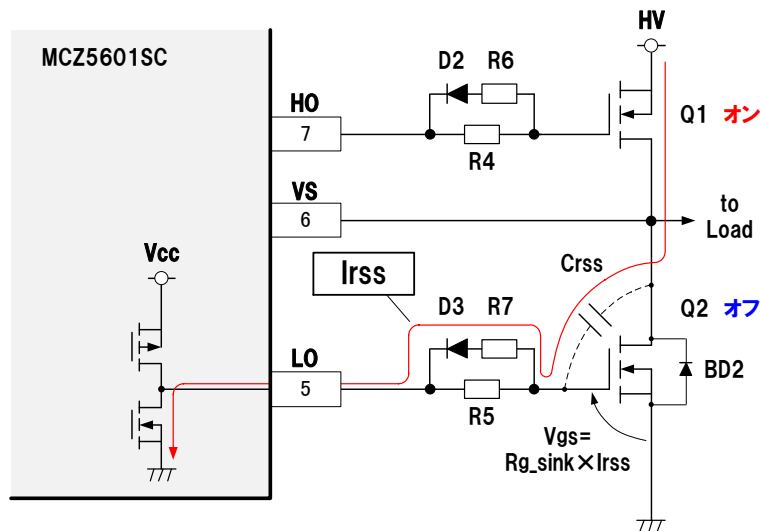 HV
MCZ5601SC
D2 R6
HO
7
R4
Q1 オン
VS
6
to
Load
Vcc
Irss
Crss
D3 R7
Q2 オフ
LO
5
R5
BD2
Vgs=
Rg_sink×Irss